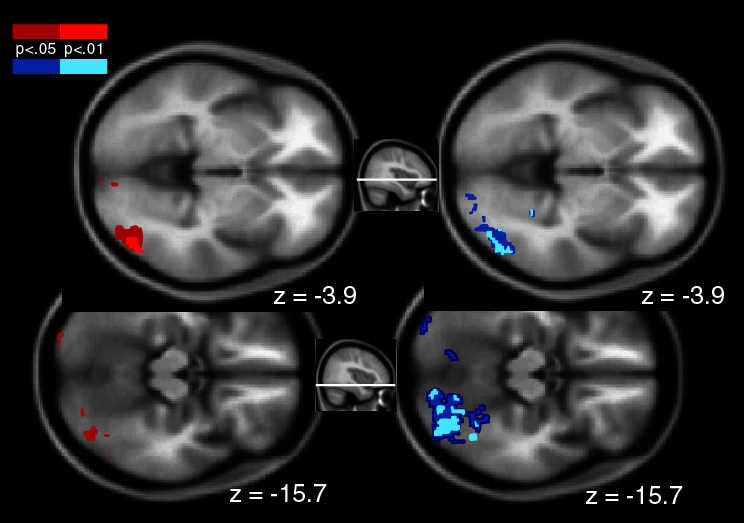 p<.05 p<.01
z = -3.9
z = -3.9
z = -15.7
z = -15.7